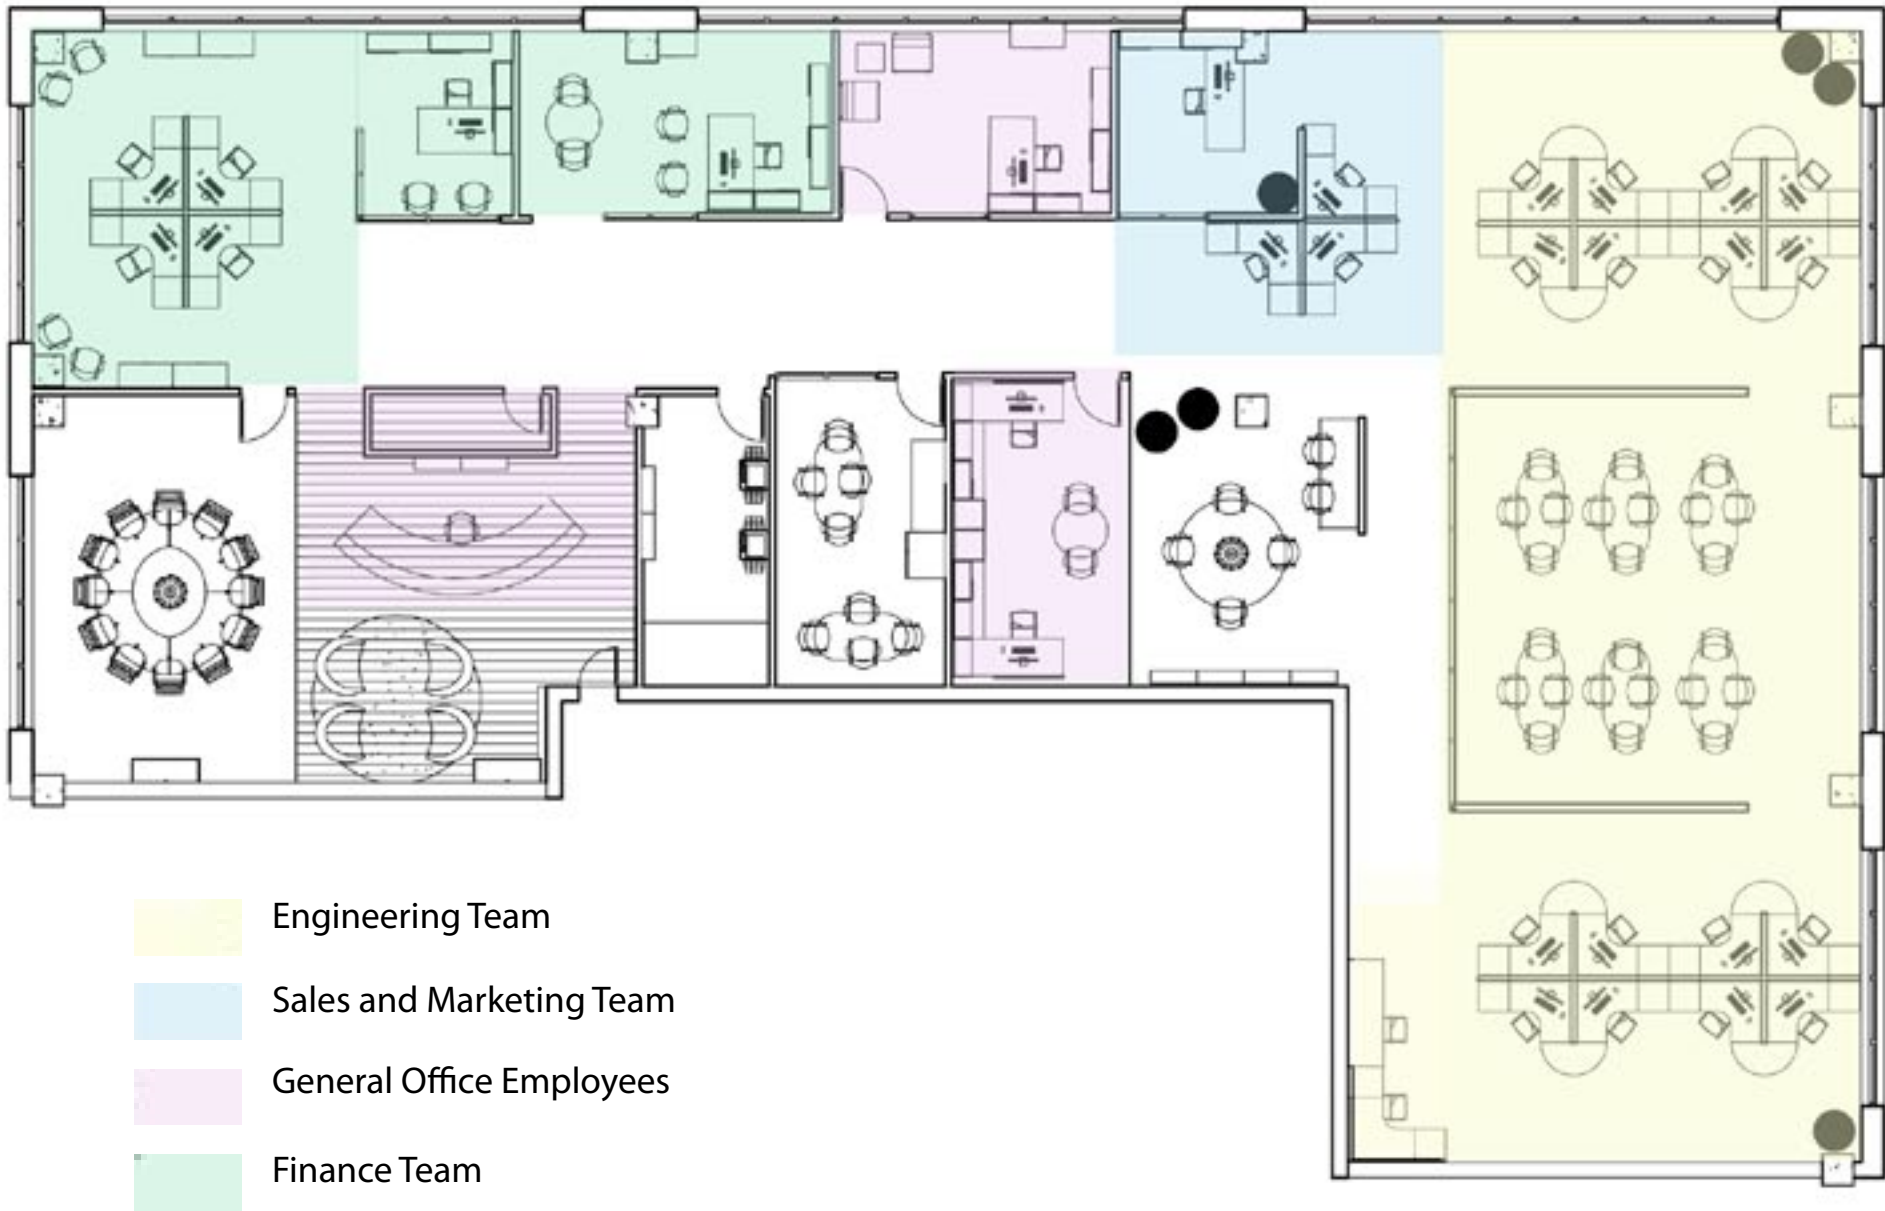 Engineering Team
Sales and Marketing Team
General Office Employees
Finance Team